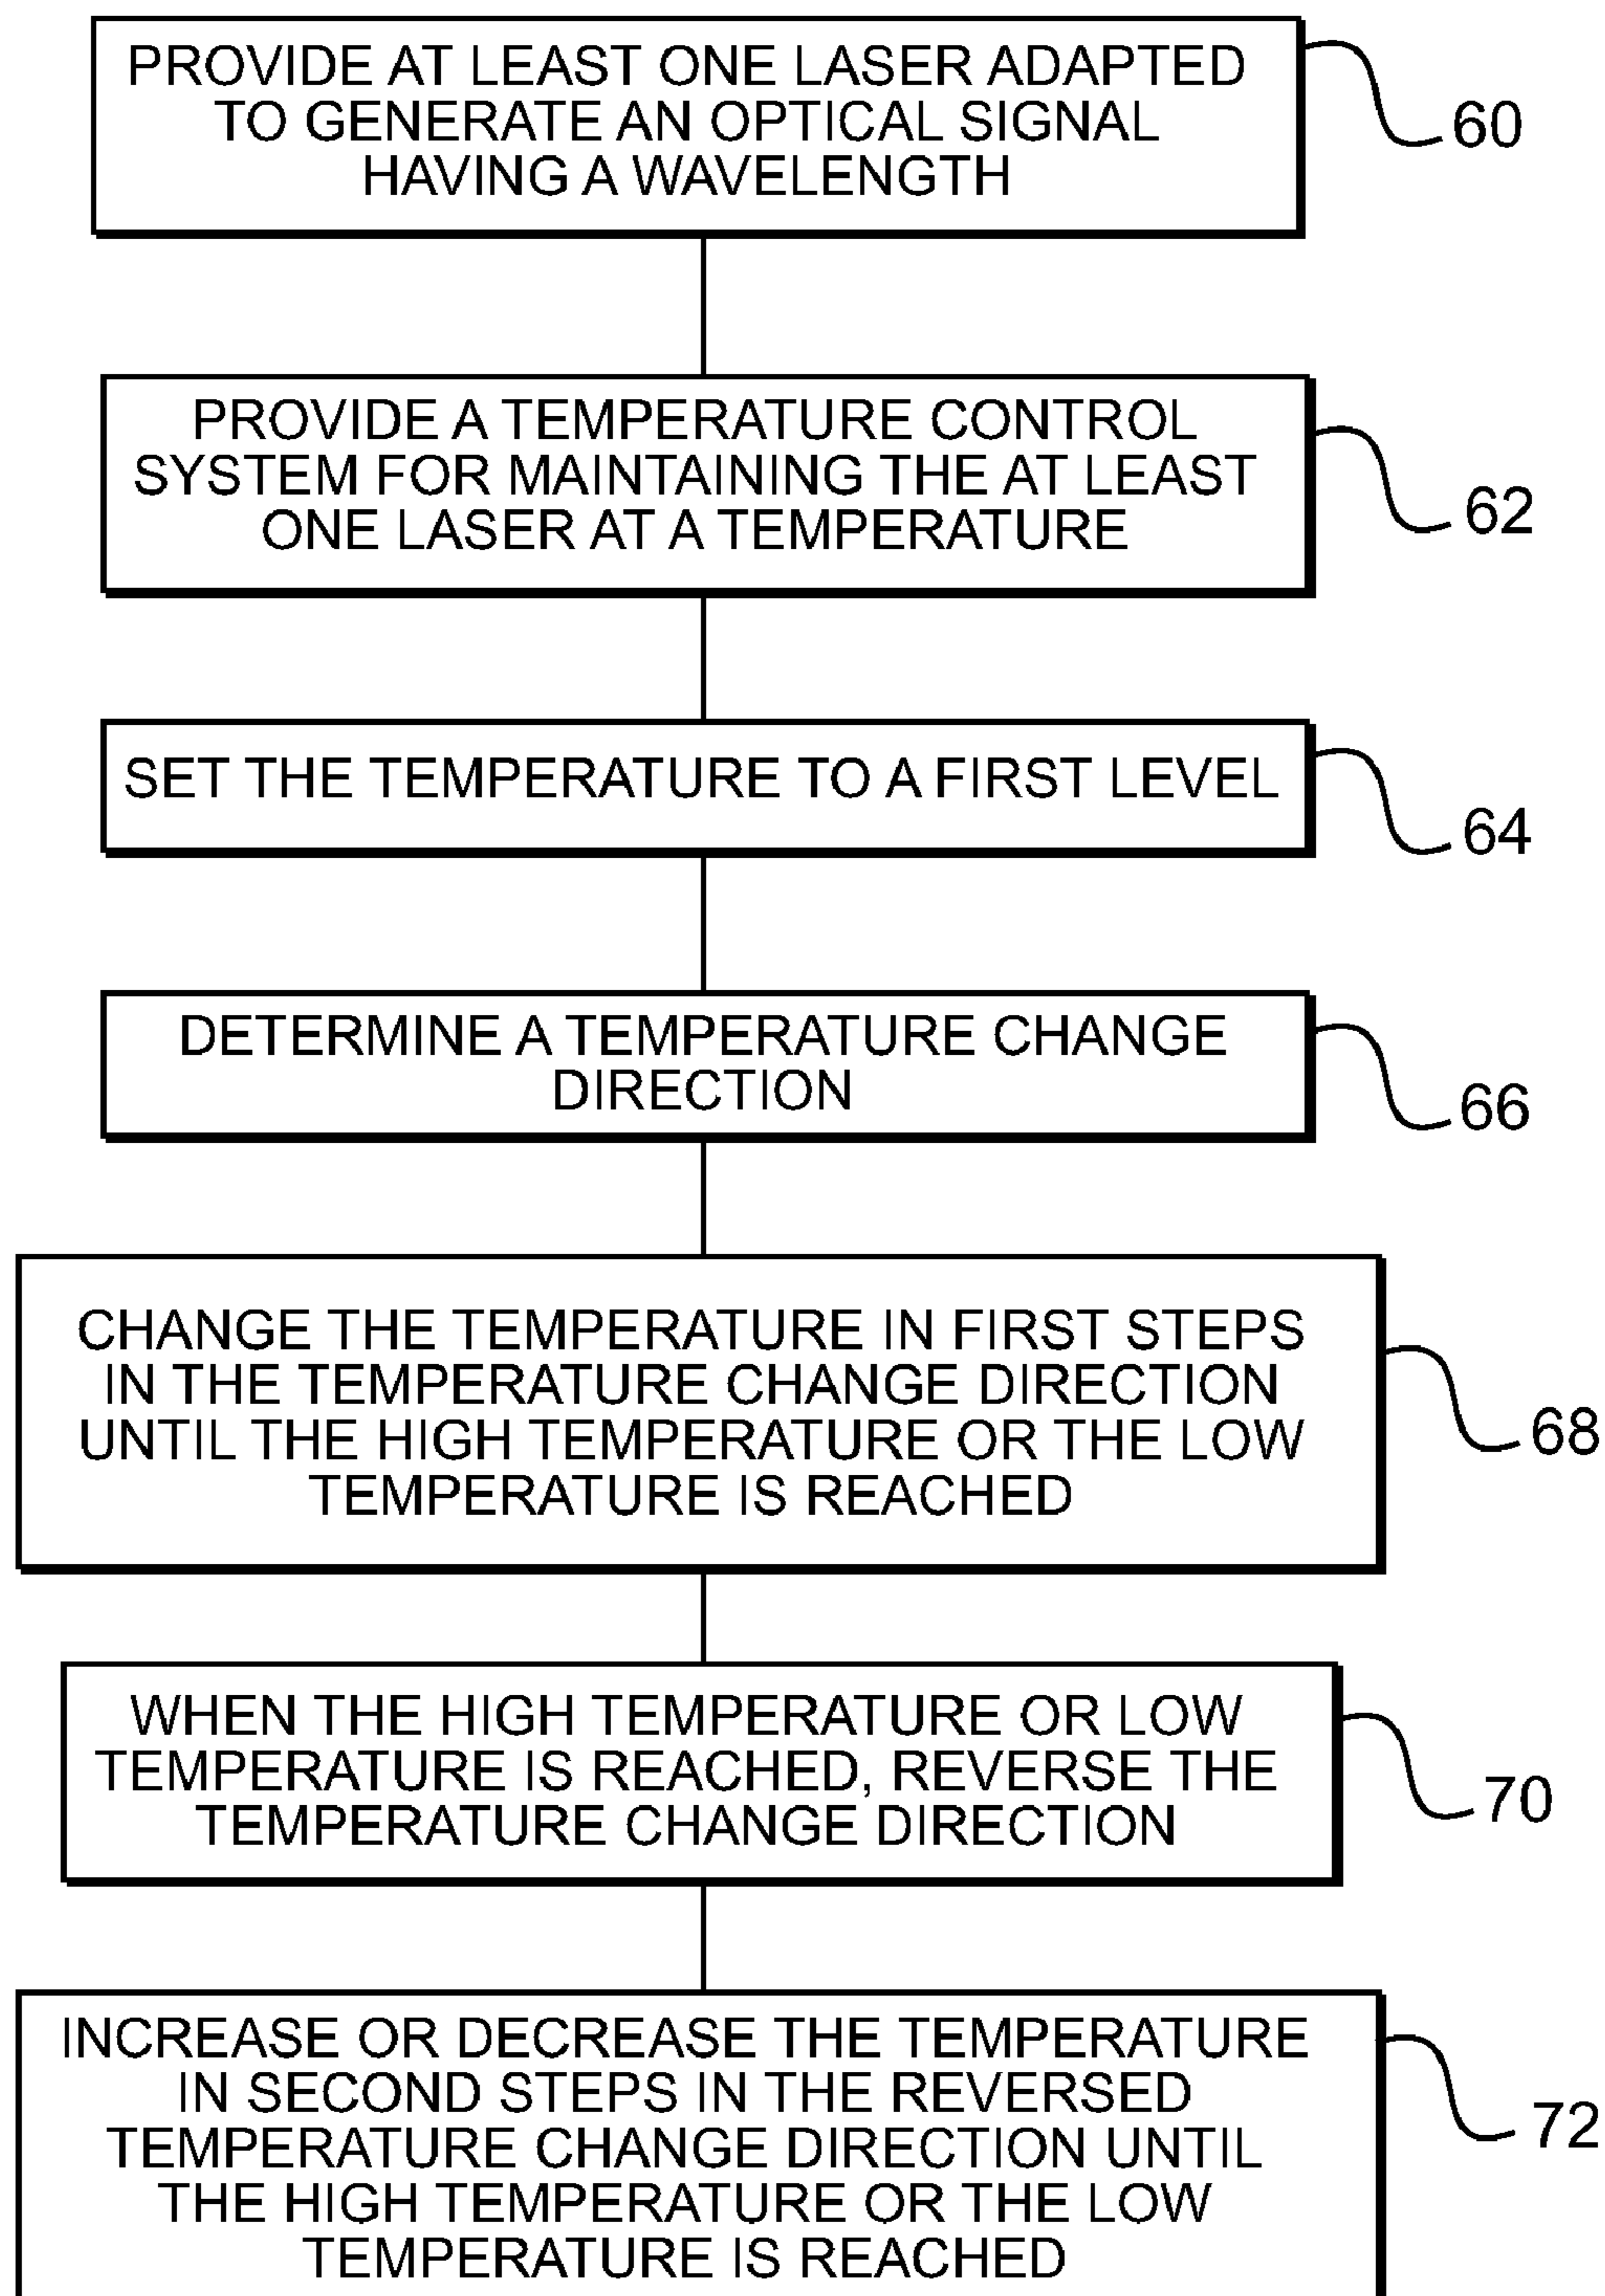 PROVIDE AT LEAST ONE LASER ADAPTED
TO GENERATE AN OPTICAL SIGNAL
HAVING A WAVELENGTH
60
PROVIDE A TEMPERATURE CONTROL
SYSTEM FOR MAINTAINING THE AT LEAST
ONE LASER AT A TEMPERATURE
62
SET THE TEMPERATURE TO A FIRST LEVEL
64
DETERMINE A TEMPERATURE CHANGE
DIRECTION
66
CHANGE THE TEMPERATURE IN FIRST STEPS
IN THE TEMPERATURE CHANGE DIRECTION
UNTIL THE HIGH TEMPERATURE OR THE LOW
TEMPERATURE IS REACHED
68
WHEN THE HIGH TEMPERATURE OR LOW
TEMPERATURE IS REACHED, REVERSE THE
TEMPERATURE CHANGE DIRECTION
70
INCREASE OR DECREASE THE TEMPERATURE
IN SECOND STEPS IN THE REVERSED
TEMPERATURE CHANGE DIRECTION UNTIL
THE HIGH TEMPERATURE OR THE LOW
TEMPERATURE IS REACHED
72